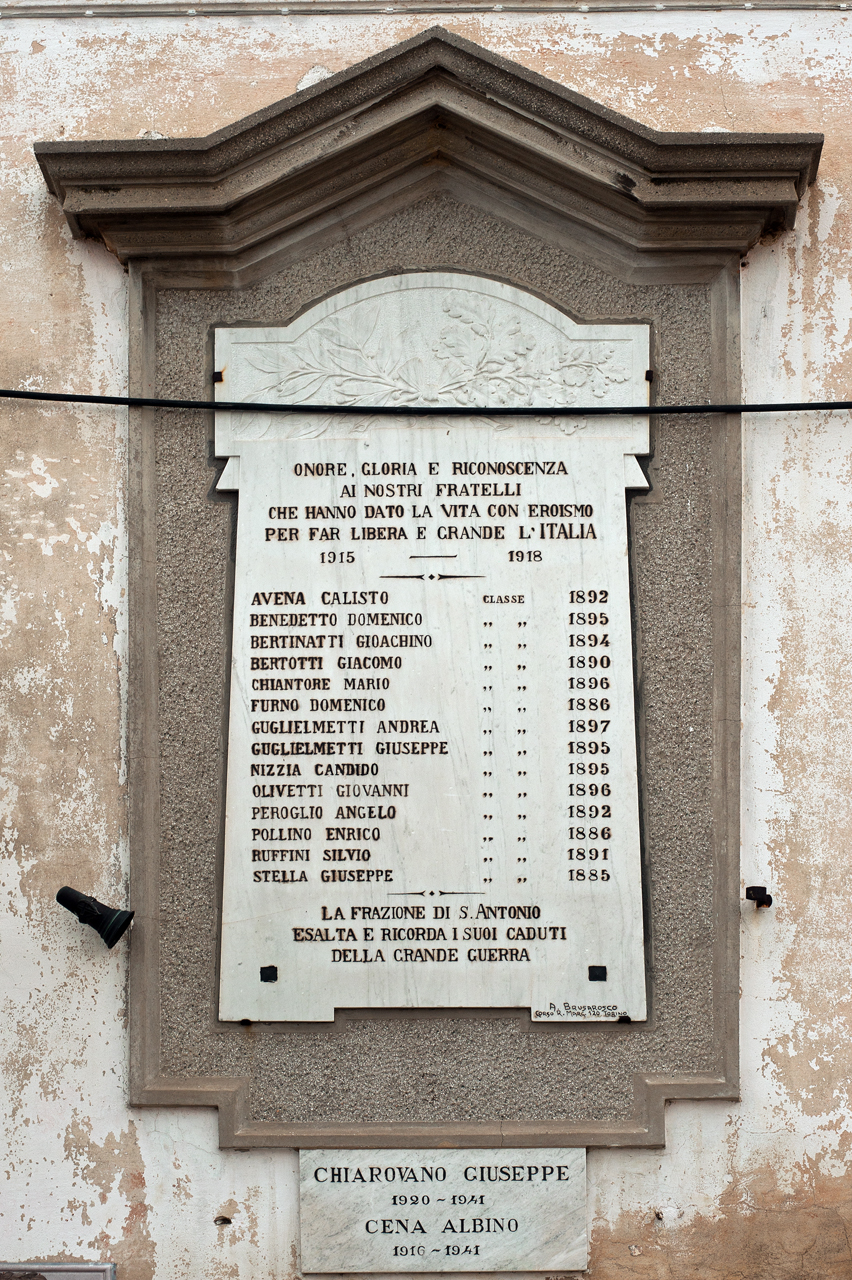 ONORE, GLORIA E RICONOSCENZA
AI NOSTRI FRATELLI
CHE HANNO DATO LA VITA CON EROISMO
PER FAR LIBERA E GRANDE L'ITALIA
1915 — 1918
AVENA CALISTO CLASSE 1892
BENEDETTO DOMENICO „ „ 1895
BERTINATTI GIOACHINO „ „ 1894
BERTOTTI GIACOMO „ „ 1890
CHIANTORE MARIO „ „ 1896
FURNO DOMENICO „ „ 1886
GUGLIELMETTI ANDREA „ „ 1897
GUGLIELMETTI GIUSEPPE „ „ 1895
NIZZIA CANDIDO „ „ 1895
OLIVETTI GIOVANNI „ „ 1896
PEROGLIO ANGELO „ „ 1892
POLLINO ENRICO „ „ 1886
RUFFINI SILVIO „ „ 1891
STELLA GIUSEPPE „ „ 1885
LA FRAZIONE DI S. ANTONIO
ESALTA E RICORDA I SUOI CADUTI
DELLA GRANDE GUERRA
A. BRUSAROSCO
CORSO R. MARG. 120 TORINO
CHIAROVANO GIUSEPPE
1920 ~ 1941
CENA ALBINO
1916 ~ 1941